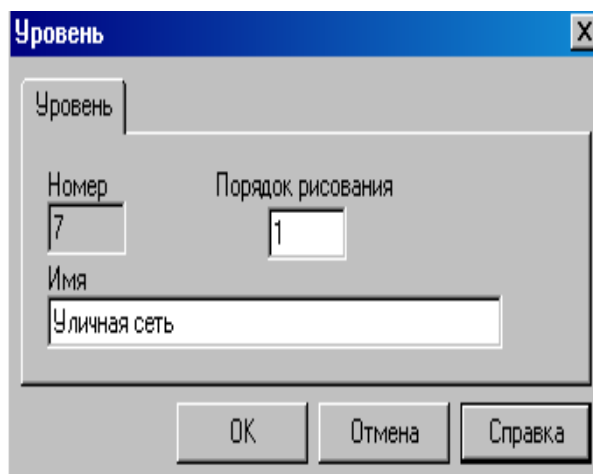 Уровень
Уровень
Номер Порядок рисования
7 1
Имя
Уличная сеть
OK Отмена Справка